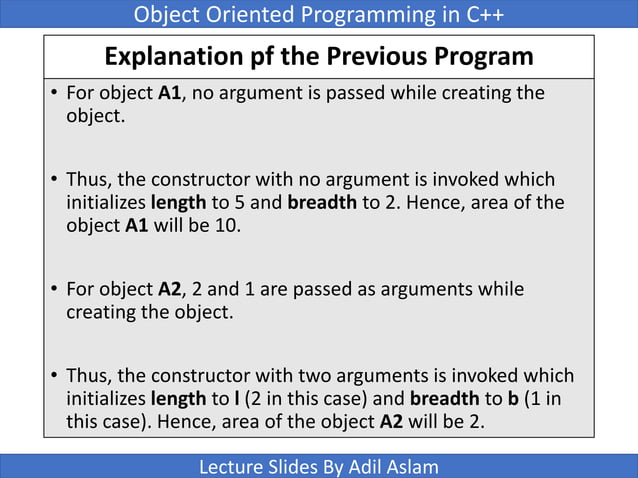 Object Oriented Programming in C++
Explanation pf the Previous Program
• For object A1, no argument is passed while creating the
object.
• Thus, the constructor with no argument is invoked which
initializes length to 5 and breadth to 2. Hence, area of the
object A1 will be 10.
• For object A2, 2 and 1 are passed as arguments while
creating the object.
• Thus, the constructor with two arguments is invoked which
initializes length to l (2 in this case) and breadth to b (1 in
this case). Hence, area of the object A2 will be 2.
Lecture Slides By Adil Aslam